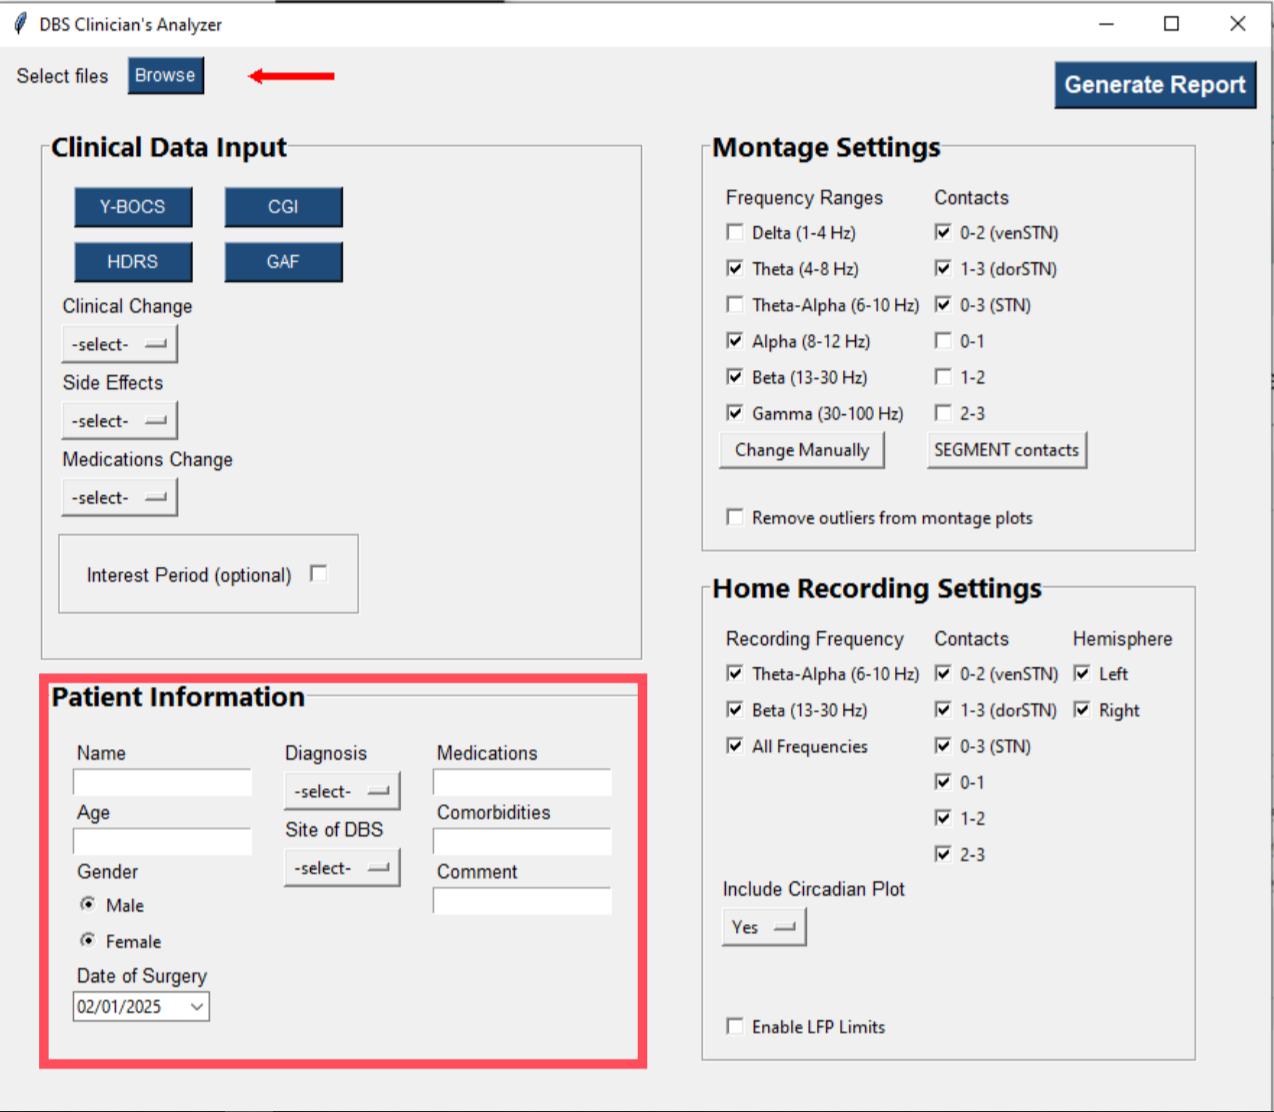 DBS Clinician's Analyzer
Select files
Browse
Generate Report
Clinical Data Input
Y-BOCS
CGI
HDRS
GAF
Clinical Change
-select-
Side Effects
-select-
Medications Change
-select-
Interest Period (optional)
Patient Information
Name
Age
Gender
Male
Female
Date of Surgery
02/01/2025
Diagnosis
-select-
Site of DBS
-select-
Medications
Comorbidities
Comment
Montage Settings
Frequency Ranges
Delta (1-4 Hz)
Theta (4-8 Hz)
Theta-Alpha (6-10 Hz)
Alpha (8-12 Hz)
Beta (13-30 Hz)
Gamma (30-100 Hz)
Change Manually
Contacts
0-2 (venSTN)
1-3 (dorSTN)
0-3 (STN)
0-1
1-2
2-3
SEGMENT contacts
Remove outliers from montage plots
Home Recording Settings
Recording Frequency
Theta-Alpha (6-10 Hz)
Beta (13-30 Hz)
All Frequencies
Contacts
0-2 (venSTN)
1-3 (dorSTN)
0-3 (STN)
0-1
1-2
2-3
Hemisphere
Left
Right
Include Circadian Plot
Yes
Enable LFP Limits